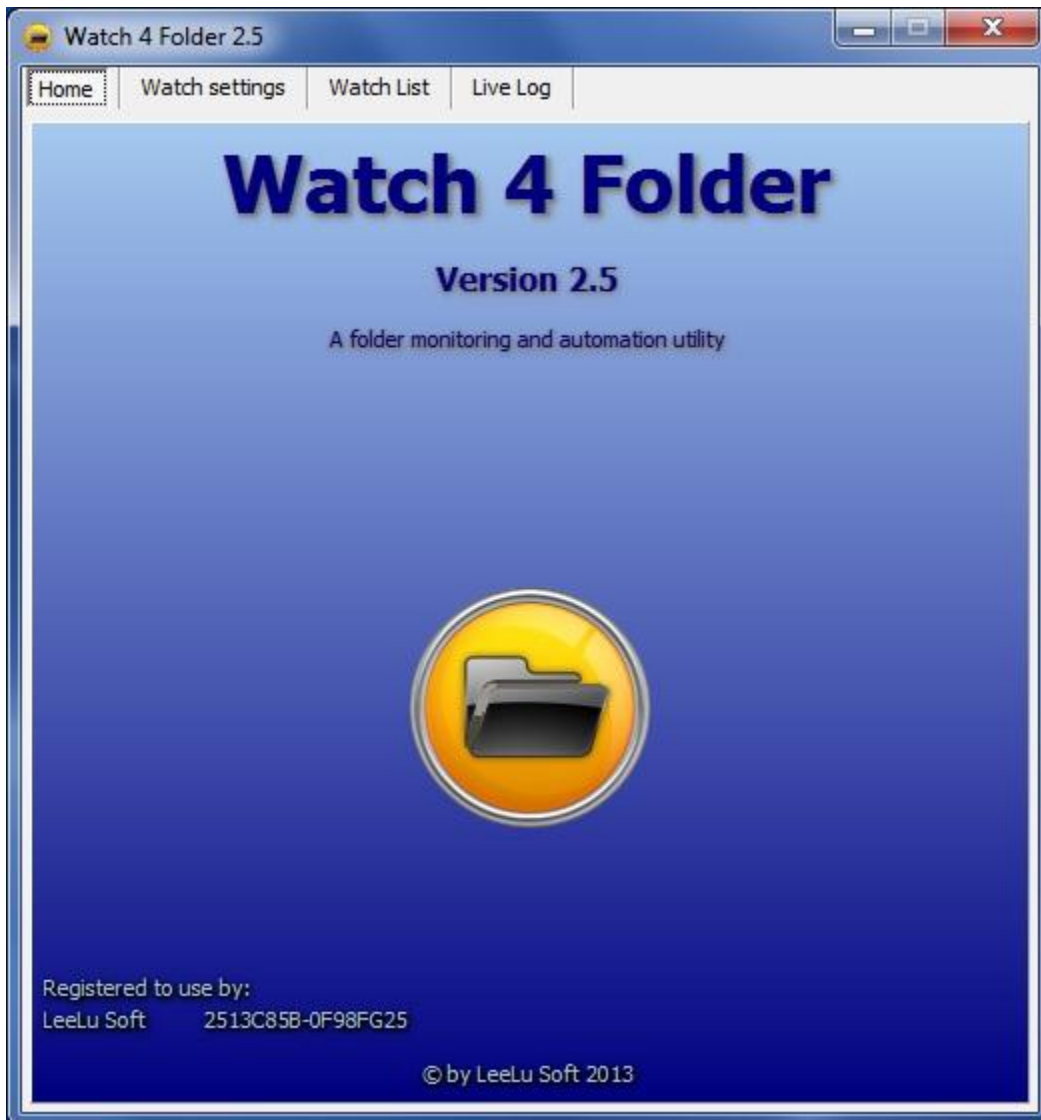 Watch 4 Folder 2.5
Home Watch settings Watch List Live Log
Watch 4 Folder
Version 2.5
A folder monitoring and automation utility
Registered to use by:
LeeLu Soft 2513C85B-0F98FG25
© by LeeLu Soft 2013